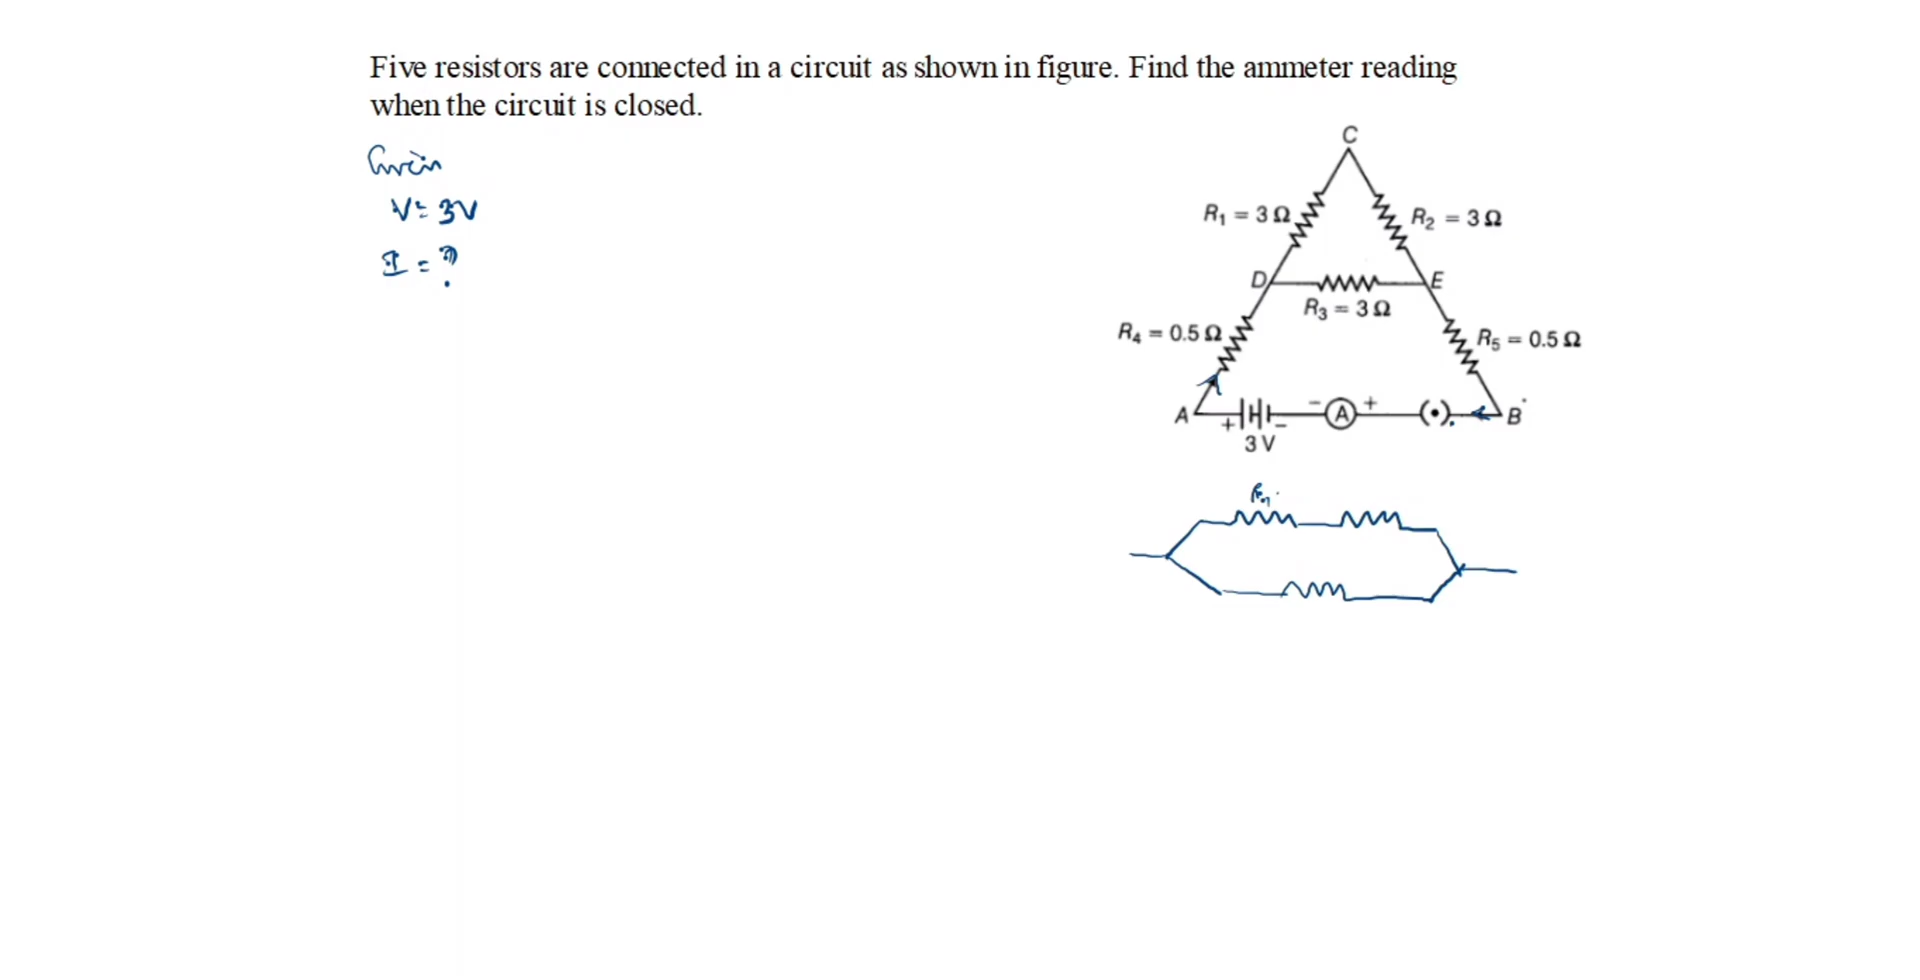 Five resistors are connected in a circuit as shown in figure. Find the ammeter reading
when the circuit is closed.
Given
V = 3V
I = ?
C
R₁ = 3 Ω
R₂ = 3 Ω
D
E
R₃ = 3 Ω
R₄ = 0.5 Ω
R₅ = 0.5 Ω
A
+
−
− A +
B
3 V
R₁